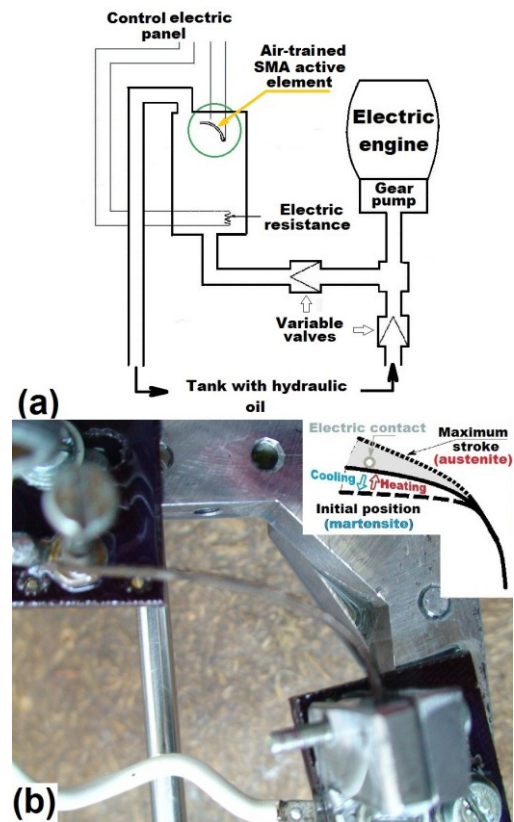 Control electric
panel
Air-trained
SMA active
element
Electric
engine
Gear
pump
Electric
resistance
Variable
valves
Tank with hydraulic
oil
(a)
Electric contact
Maximum
stroke
(austenite)
Cooling
Heating
Initial position
(martensite)
(b)